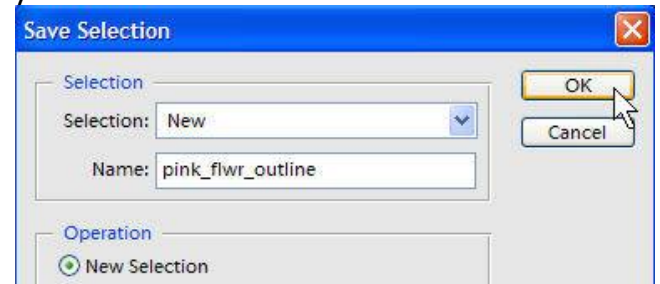 Save Selection
Selection
OK
Selection: New
Cancel
Name: pink_flwr_outline
Operation
New Selection